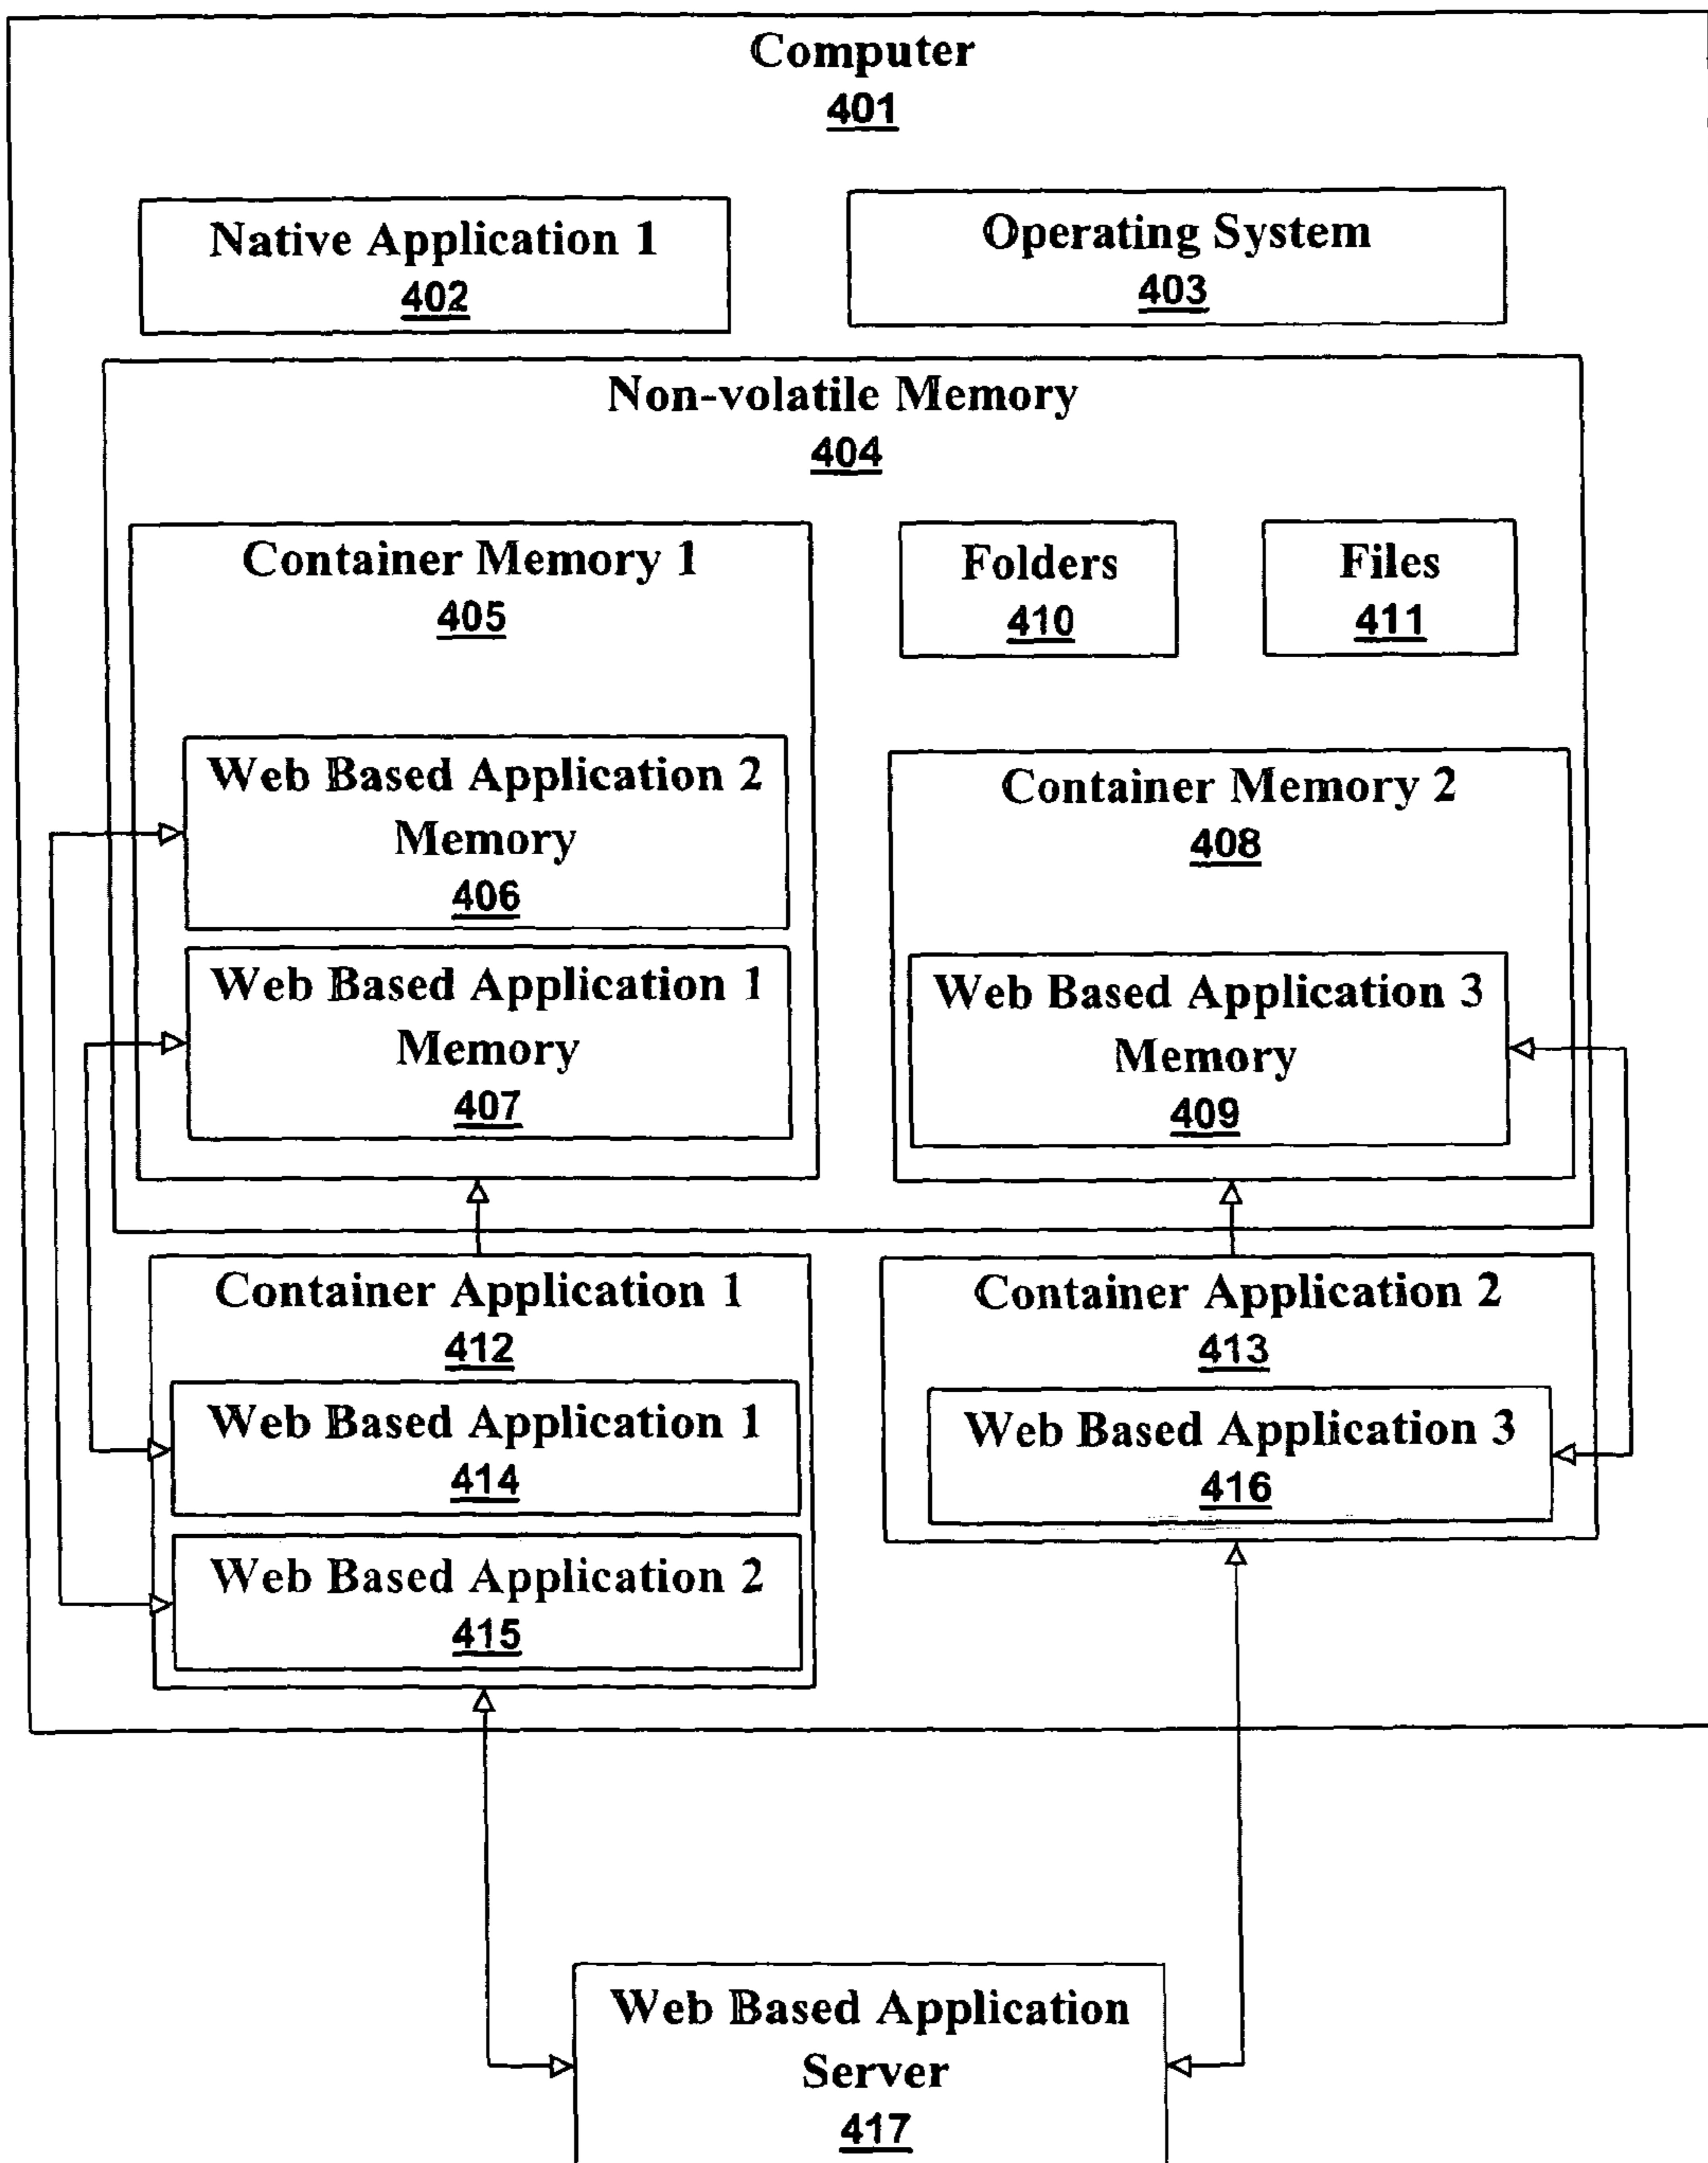 Computer
401
Native Application 1
402
Operating System
403
Non-volatile Memory
404
Container Memory 1
405
Folders
410
Files
411
Web Based Application 2
Memory
406
Web Based Application 1
Memory
407
Container Memory 2
408
Web Based Application 3
Memory
409
Container Application 1
412
Web Based Application 1
414
Web Based Application 2
415
Container Application 2
413
Web Based Application 3
416
Web Based Application
Server
417